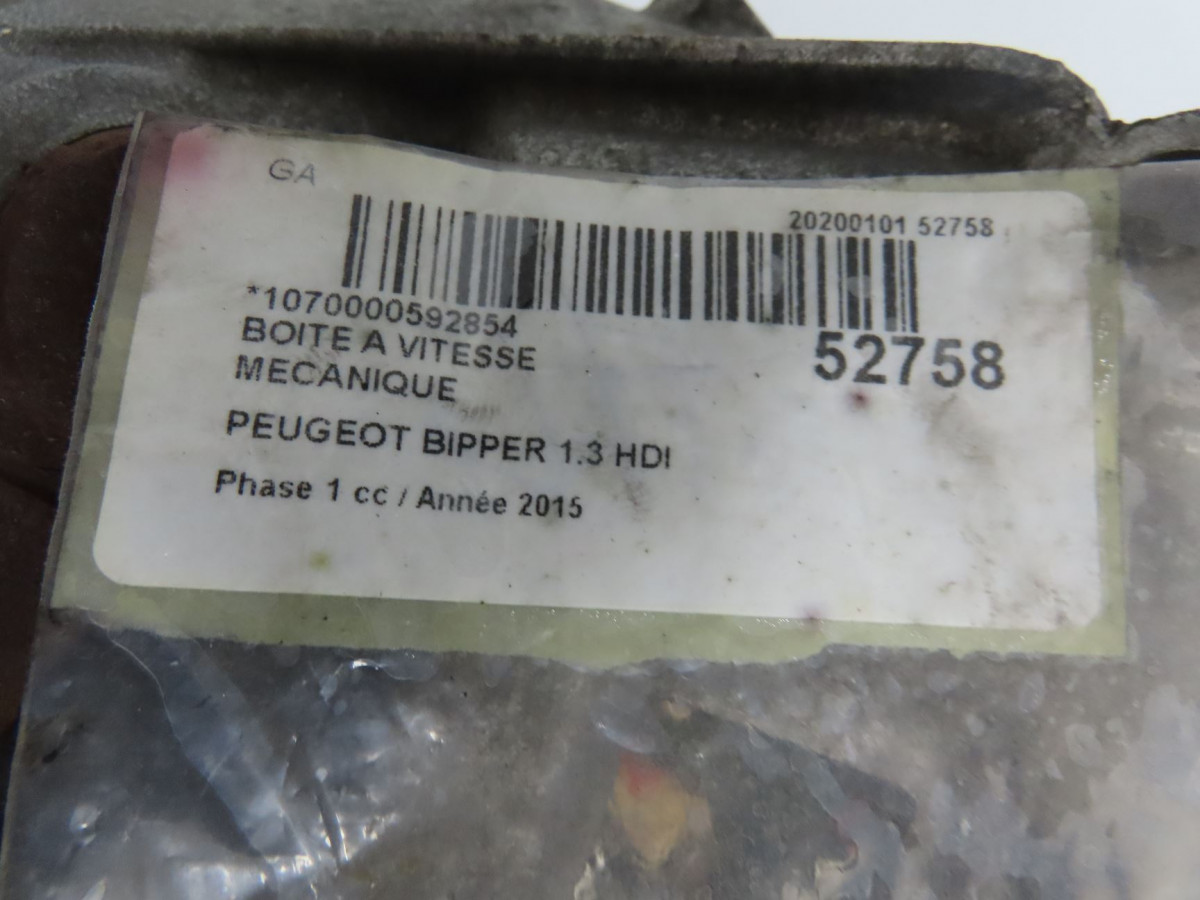 GA
20200101 52758
*1070000592854
52758
BOITE A VITESSE
MECANIQUE
PEUGEOT BIPPER 1.3 HDI
Phase 1 cc / Année 2015